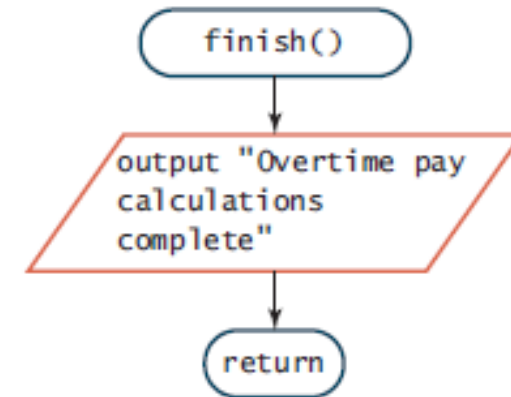 finish()
output "Overtime pay
calculations
complete"
return